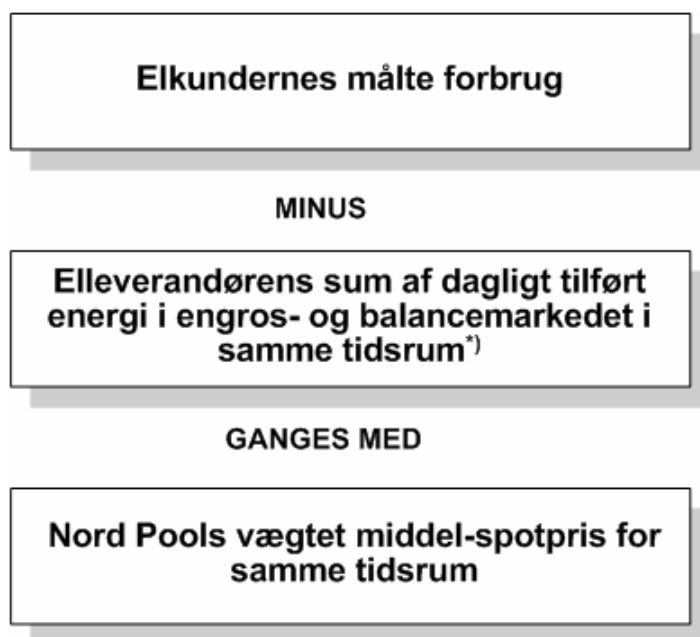 Elkundernes målte forbrug
MINUS
Elleverandørens sum af dagligt tilført
energi i engros- og balancemarkedet i
samme tidsrum*)
GANGES MED
Nord Pools vægtet middel-spotpris for
samme tidsrum